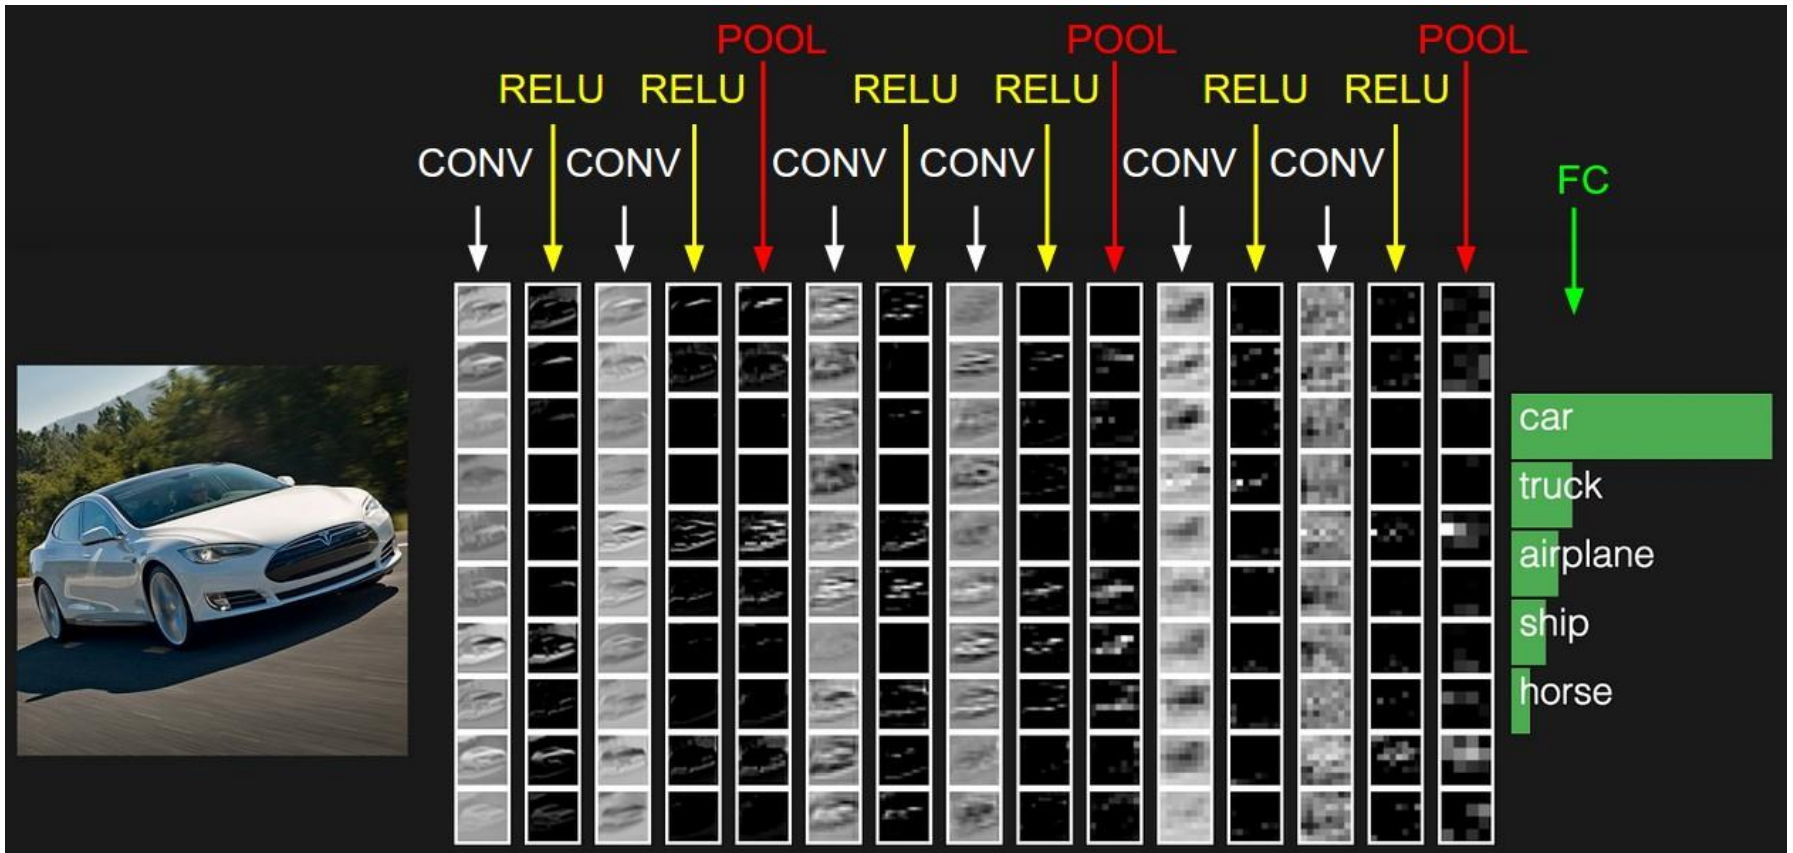 POOL POOL POOL
RELU RELU RELU RELU RELU RELU
CONV CONV CONV CONV CONV CONV
FC
car
truck
airplane
ship
horse